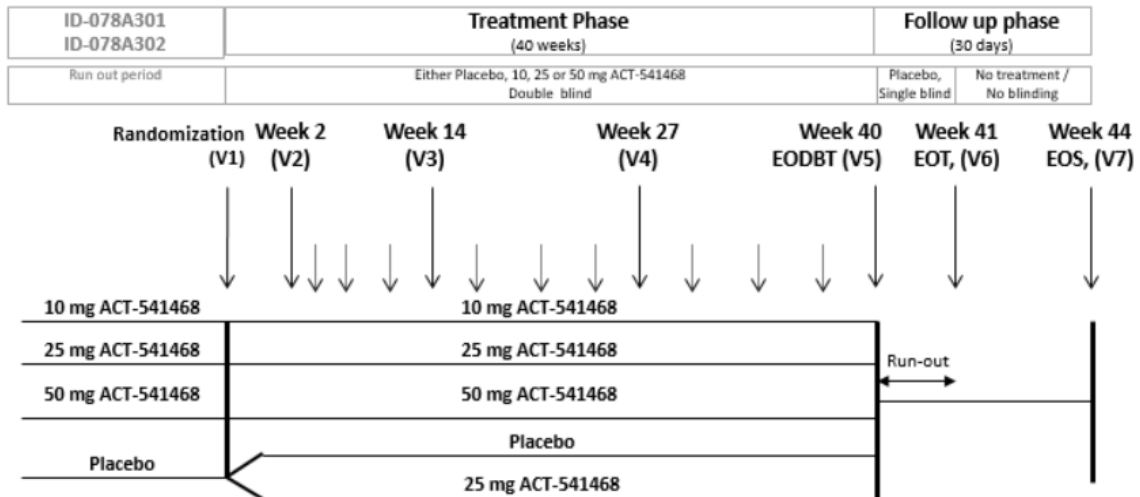 ID-078A301
ID-078A302
Treatment Phase
(40 weeks)
Follow up phase
(30 days)
Run out period
Either Placebo, 10, 25 or 50 mg ACT-541468
Double blind
Placebo,
Single blind
No treatment /
No blinding
Randomization
(V1)
Week 2
(V2)
Week 14
(V3)
Week 27
(V4)
Week 40
EODBT (V5)
Week 41
EOT, (V6)
Week 44
EOS, (V7)
10 mg ACT-541468
10 mg ACT-541468
25 mg ACT-541468
25 mg ACT-541468
Run-out
50 mg ACT-541468
50 mg ACT-541468
Placebo
Placebo
25 mg ACT-541468